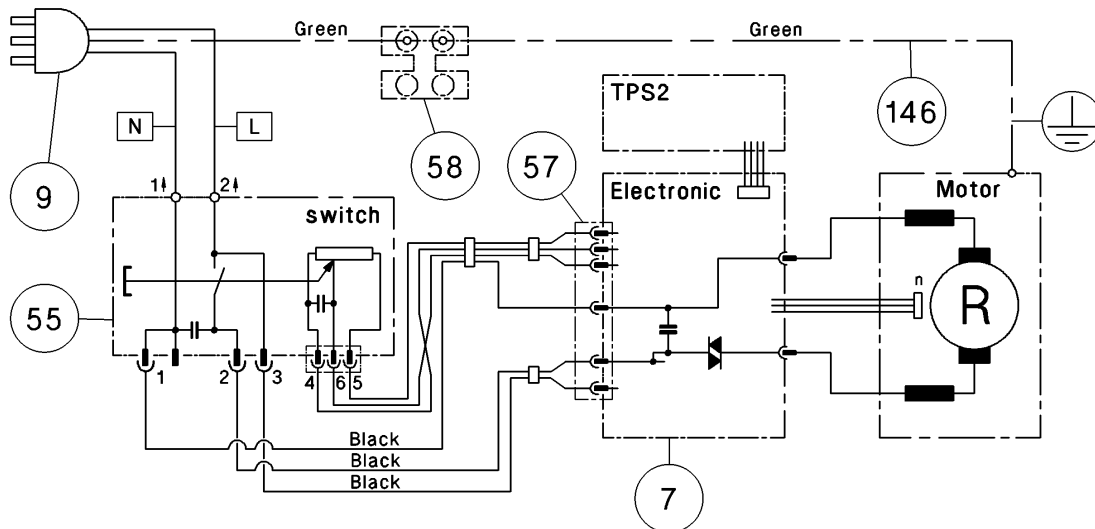 Green
Green
TPS2
146
N
L
58
57
9
1
2
Electronic
Motor
switch
n
55
R
1
2
3
4
6
5
Black
Black
Black
7